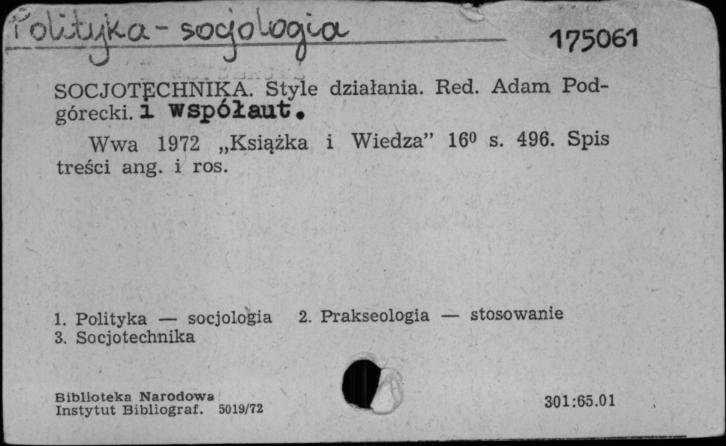 Polityka - socjologia
175061
SOCJOTECHNIKA. Style działania. Red. Adam Pod-
górecki. i współaut.
Wwa 1972 „Książka i Wiedza” 16⁰ s. 496. Spis
treści ang. i ros.
1. Polityka — socjologia 2. Prakseologia — stosowanie
3. Socjotechnika
Biblioteka Narodowa
Instytut Bibliograf. 5019/72
301:65.01